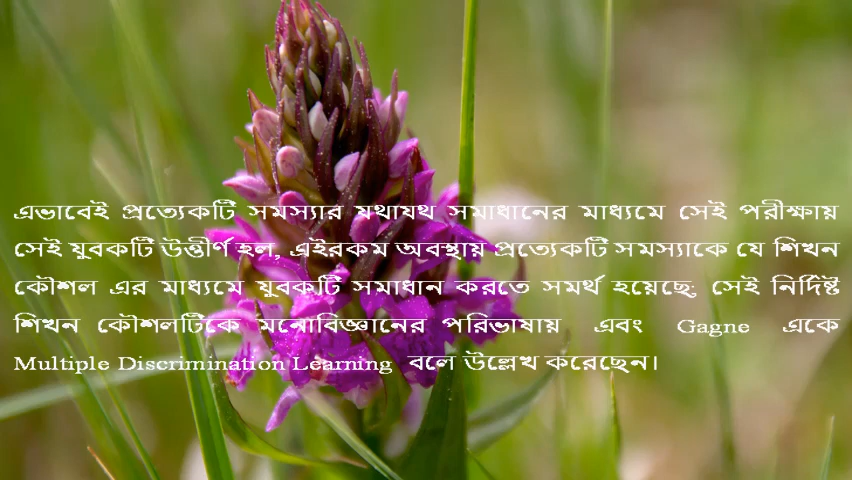 এভাবেই প্রত্যেকটি সমস্যার যথাযথ সমাধানের মাধ্যমে সেই পরীক্ষায়
সেই যুবকটি উত্তীর্ণ হল, এইরকম অবস্থায় প্রত্যেকটি সমস্যাকে যে শিখন
কৌশল এর মাধ্যমে যুবকটি সমাধান করতে সমর্থ হয়েছে; সেই নির্দিষ্ট
শিখন কৌশলটিকে মনোবিজ্ঞানের পরিভাষায় এবং Gagne একে
Multiple Discrimination Learning বলে উল্লেখ করেছেন।